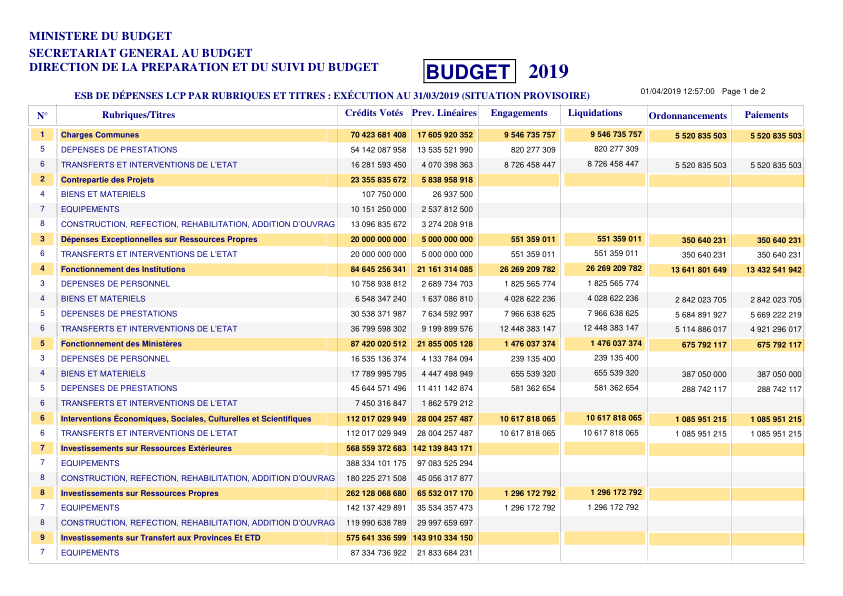 MINISTERE DU BUDGET
SECRETARIAT GENERAL AU BUDGET
DIRECTION DE LA PREPARATION ET DU SUIVI DU BUDGET
BUDGET 2019
01/04/2019 12:57:00 Page 1 de 2
ESB DE DÉPENSES LCP PAR RUBRIQUES ET TITRES : EXÉCUTION AU 31/03/2019 (SITUATION PROVISOIRE)
N° Rubriques/Titres Crédits Votés Prev. Linéaires Engagements Liquidations Ordonnancements Paiements
1 Charges Communes 70 423 681 408 17 605 920 352 9 546 735 757 9 546 735 757 5 520 835 503 5 520 835 503
5 DEPENSES DE PRESTATIONS 54 142 087 958 13 535 521 990 820 277 309 820 277 309
6 TRANSFERTS ET INTERVENTIONS DE L'ETAT 16 281 593 450 4 070 398 363 8 726 458 447 8 726 458 447 5 520 835 503 5 520 835 503
2 Contrepartie des Projets 23 355 835 672 5 838 958 918
4 BIENS ET MATERIELS 107 750 000 26 937 500
7 EQUIPEMENTS 10 151 250 000 2 537 812 500
8 CONSTRUCTION, REFECTION, REHABILITATION, ADDITION D'OUVRAG 13 096 835 672 3 274 208 918
3 Dépenses Exceptionnelles sur Ressources Propres 20 000 000 000 5 000 000 000 551 359 011 551 359 011 350 640 231 350 640 231
6 TRANSFERTS ET INTERVENTIONS DE L'ETAT 20 000 000 000 5 000 000 000 551 359 011 551 359 011 350 640 231 350 640 231
4 Fonctionnement des Institutions 84 645 256 341 21 161 314 085 26 269 209 782 26 269 209 782 13 641 801 649 13 432 541 942
3 DEPENSES DE PERSONNEL 10 758 938 812 2 689 734 703 1 825 565 774 1 825 565 774
4 BIENS ET MATERIELS 6 548 347 240 1 637 086 810 4 028 622 236 4 028 622 236 2 842 023 705 2 842 023 705
5 DEPENSES DE PRESTATIONS 30 538 371 987 7 634 592 997 7 966 638 625 7 966 638 625 5 684 891 927 5 669 222 219
6 TRANSFERTS ET INTERVENTIONS DE L'ETAT 36 799 598 302 9 199 899 576 12 448 383 147 12 448 383 147 5 114 886 017 4 921 296 017
5 Fonctionnement des Ministères 87 420 020 512 21 855 005 128 1 476 037 374 1 476 037 374 675 792 117 675 792 117
3 DEPENSES DE PERSONNEL 16 535 136 374 4 133 784 094 239 135 400 239 135 400
4 BIENS ET MATERIELS 17 789 995 795 4 447 498 949 655 539 320 655 539 320 387 050 000 387 050 000
5 DEPENSES DE PRESTATIONS 45 644 571 496 11 411 142 874 581 362 654 581 362 654 288 742 117 288 742 117
6 TRANSFERTS ET INTERVENTIONS DE L'ETAT 7 450 316 847 1 862 579 212
6 Interventions Économiques, Sociales, Culturelles et Scientifiques 112 017 029 949 28 004 257 487 10 617 818 065 10 617 818 065 1 085 951 215 1 085 951 215
6 TRANSFERTS ET INTERVENTIONS DE L'ETAT 112 017 029 949 28 004 257 487 10 617 818 065 10 617 818 065 1 085 951 215 1 085 951 215
7 Investissements sur Ressources Extérieures 568 559 372 683 142 139 843 171
7 EQUIPEMENTS 388 334 101 175 97 083 525 294
8 CONSTRUCTION, REFECTION, REHABILITATION, ADDITION D'OUVRAG 180 225 271 508 45 056 317 877
8 Investissements sur Ressources Propres 262 128 068 680 65 532 017 170 1 296 172 792 1 296 172 792
7 EQUIPEMENTS 142 137 429 891 35 534 357 473 1 296 172 792 1 296 172 792
8 CONSTRUCTION, REFECTION, REHABILITATION, ADDITION D'OUVRAG 119 990 638 789 29 997 659 697
9 Investissements sur Transfert aux Provinces Et ETD 575 641 336 599 143 910 334 150
7 EQUIPEMENTS 87 334 736 922 21 833 684 231